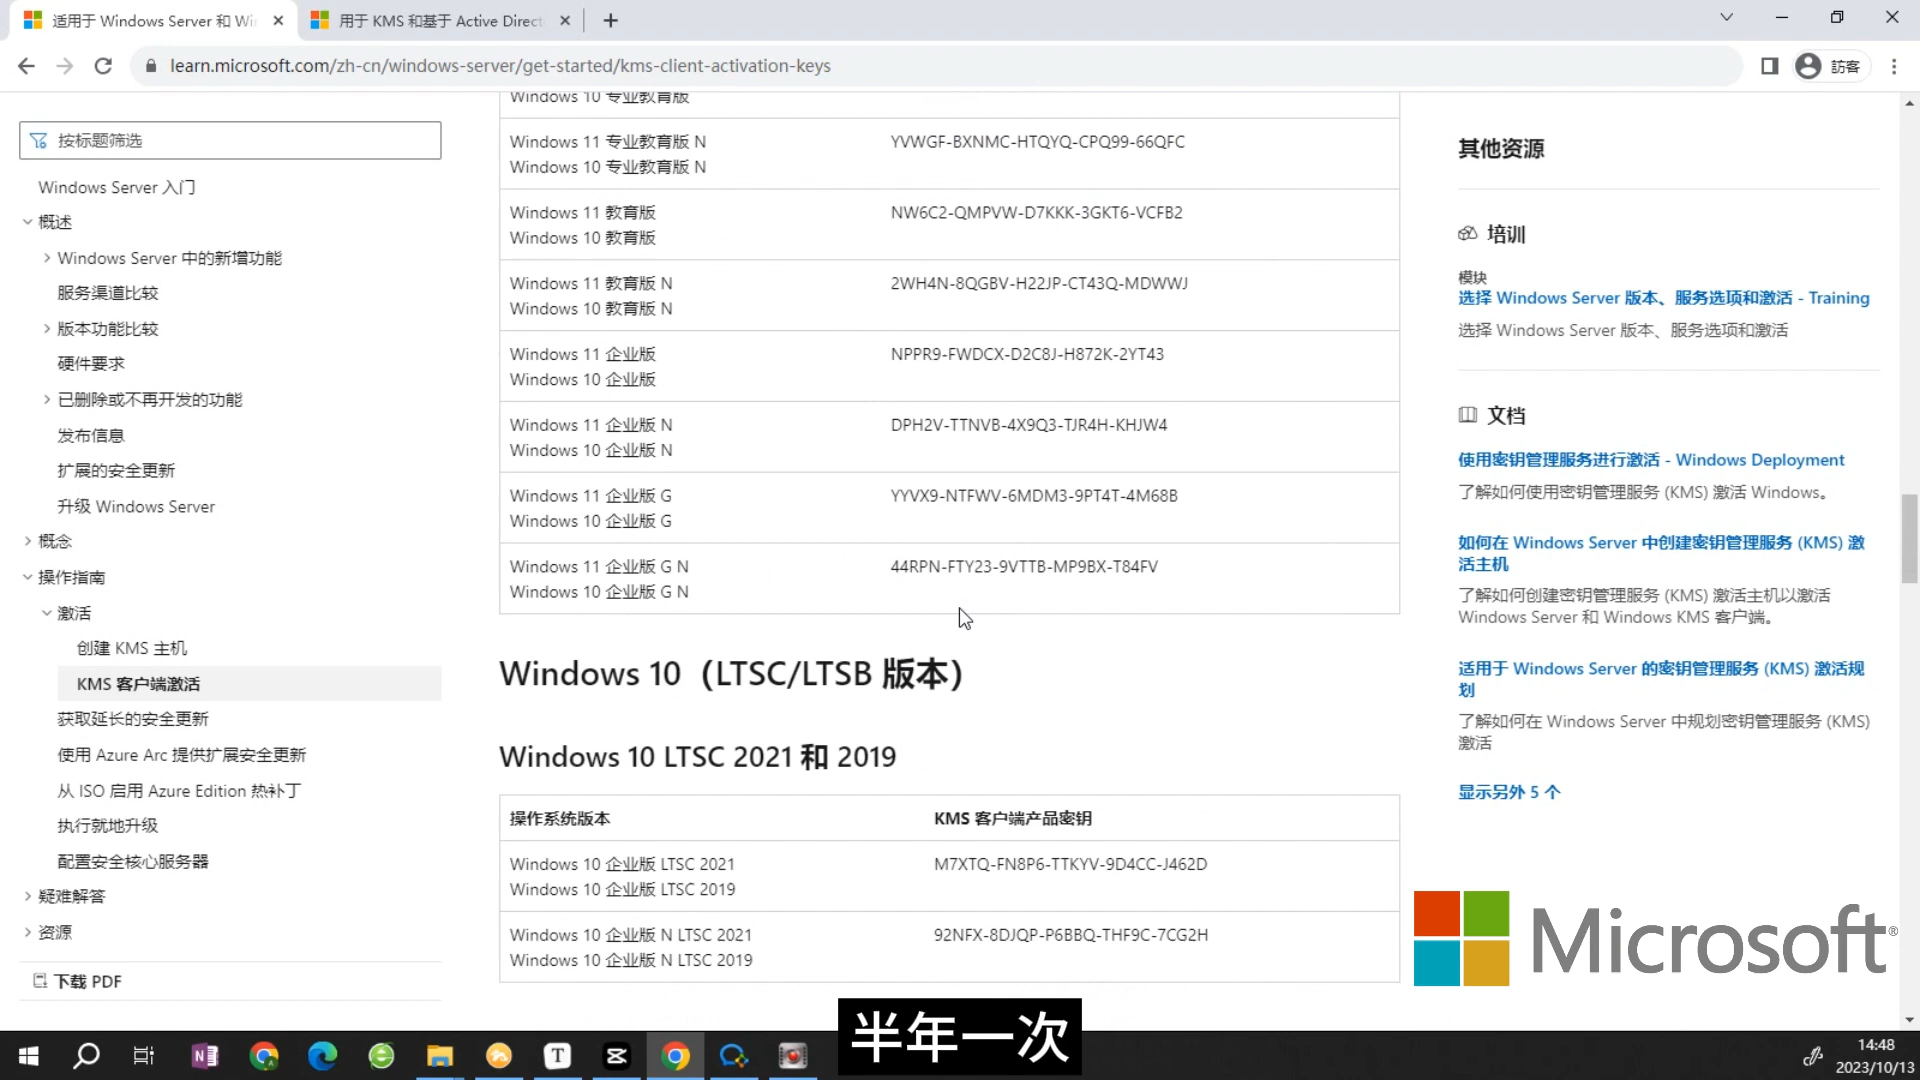 适用于 Windows Server 和 Wi
用于 KMS 和基于 Active Direct
learn.microsoft.com/zh-cn/windows-server/get-started/kms-client-activation-keys
訪客
按标题筛选
Windows Server 入门
概述
Windows Server 中的新增功能
服务渠道比较
版本功能比较
硬件要求
已删除或不再开发的功能
发布信息
扩展的安全更新
升级 Windows Server
概念
操作指南
激活
创建 KMS 主机
KMS 客户端激活
获取延长的安全更新
使用 Azure Arc 提供扩展安全更新
从 ISO 启用 Azure Edition 热补丁
执行就地升级
配置安全核心服务器
疑难解答
资源
下载 PDF
Windows 10 专业教育版
Windows 11 专业教育版 N YVWGF-BXNMC-HTQYQ-CPQ99-66QFC
Windows 10 专业教育版 N
Windows 11 教育版 NW6C2-QMPVW-D7KKK-3GKT6-VCFB2
Windows 10 教育版
Windows 11 教育版 N 2WH4N-8QGBV-H22JP-CT43Q-MDWWJ
Windows 10 教育版 N
Windows 11 企业版 NPPR9-FWDCX-D2C8J-H872K-2YT43
Windows 10 企业版
Windows 11 企业版 N DPH2V-TTNVB-4X9Q3-TJR4H-KHJW4
Windows 10 企业版 N
Windows 11 企业版 G YYVX9-NTFWV-6MDM3-9PT4T-4M68B
Windows 10 企业版 G
Windows 11 企业版 G N 44RPN-FTY23-9VTTB-MP9BX-T84FV
Windows 10 企业版 G N
Windows 10（LTSC/LTSB 版本）
Windows 10 LTSC 2021 和 2019
操作系统版本 KMS 客户端产品密钥
Windows 10 企业版 LTSC 2021 M7XTQ-FN8P6-TTKYV-9D4CC-J462D
Windows 10 企业版 LTSC 2019
Windows 10 企业版 N LTSC 2021 92NFX-8DJQP-P6BBQ-THF9C-7CG2H
Windows 10 企业版 N LTSC 2019
其他资源
培训
模块
选择 Windows Server 版本、服务选项和激活 - Training
选择 Windows Server 版本、服务选项和激活
文档
使用密钥管理服务进行激活 - Windows Deployment
了解如何使用密钥管理服务 (KMS) 激活 Windows。
如何在 Windows Server 中创建密钥管理服务 (KMS) 激
活主机
了解如何创建密钥管理服务 (KMS) 激活主机以激活
Windows Server 和 Windows KMS 客户端。
适用于 Windows Server 的密钥管理服务 (KMS) 激活规
划
了解如何在 Windows Server 中规划密钥管理服务 (KMS)
激活
显示另外 5 个
Microsoft®
半年一次
14:48
2023/10/13